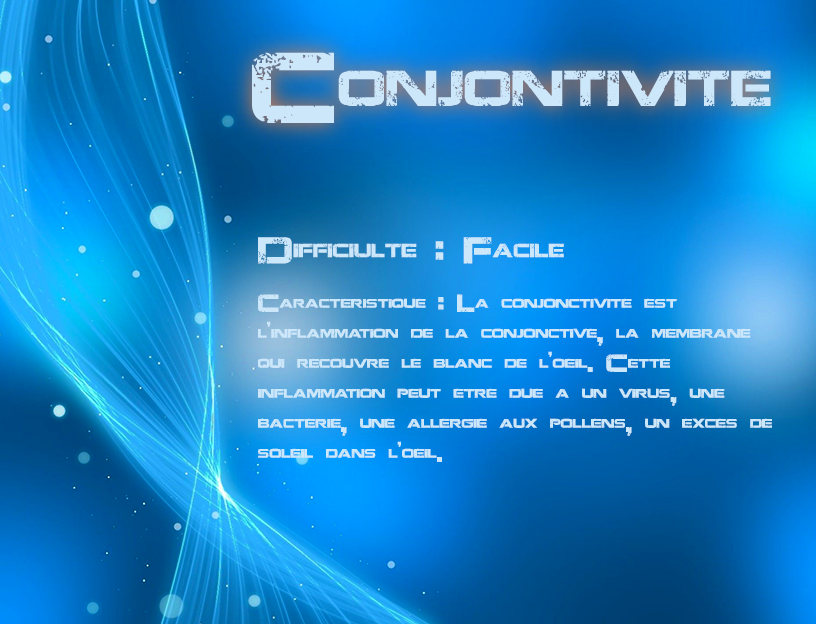 Conjontivite
Difficiulte : Facile
Caracteristique : La conjonctivite est
l'inflammation de la conjonctive, la membrane
qui recouvre le blanc de l'oeil. Cette
inflammation peut etre due a un virus, une
bacterie, une allergie aux pollens, un exces de
soleil dans l'oeil.